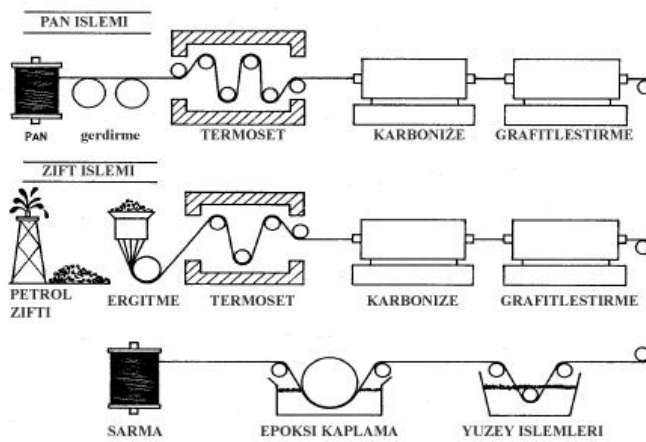 PAN ISLEMI
PAN
gerdirme
TERMOSET
KARBONIŻE
GRAFITLESTIRME
ZIFT ISLEMI
PETROL
ZIFTI
ERGITME
TERMOSET
KARBONIZE
GRAFITLESTIRME
SARMA
EPOKSI KAPLAMA
YUZEY ISLEMLERI